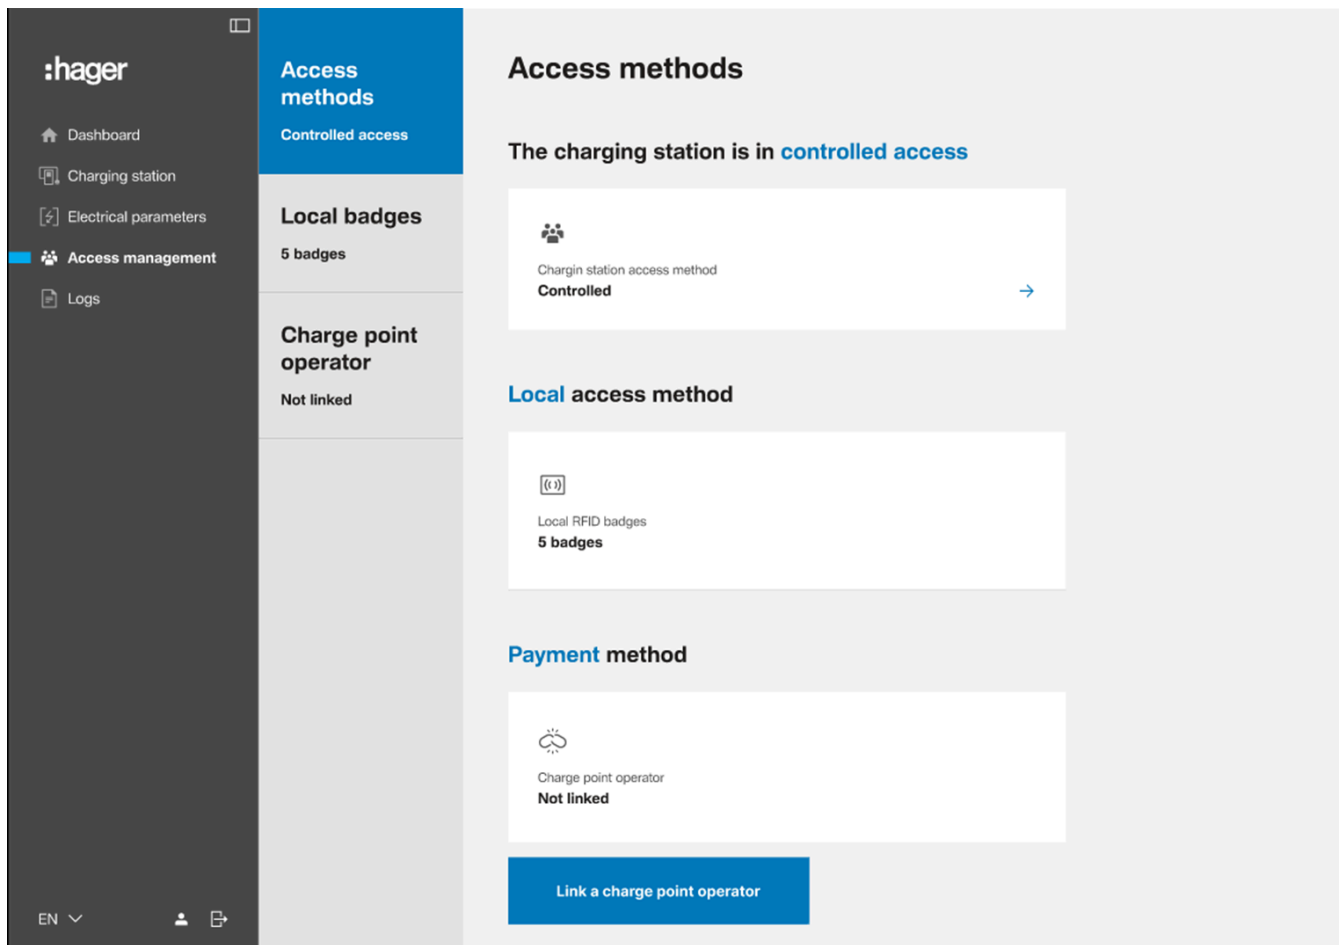 :hager
Dashboard
Charging station
Electrical parameters
Access management
Logs
EN
Access
methods
Controlled access
Local badges
5 badges
Charge point
operator
Not linked
Access methods
The charging station is in controlled access
Chargin station access method
Controlled
Local access method
Local RFID badges
5 badges
Payment method
Charge point operator
Not linked
Link a charge point operator